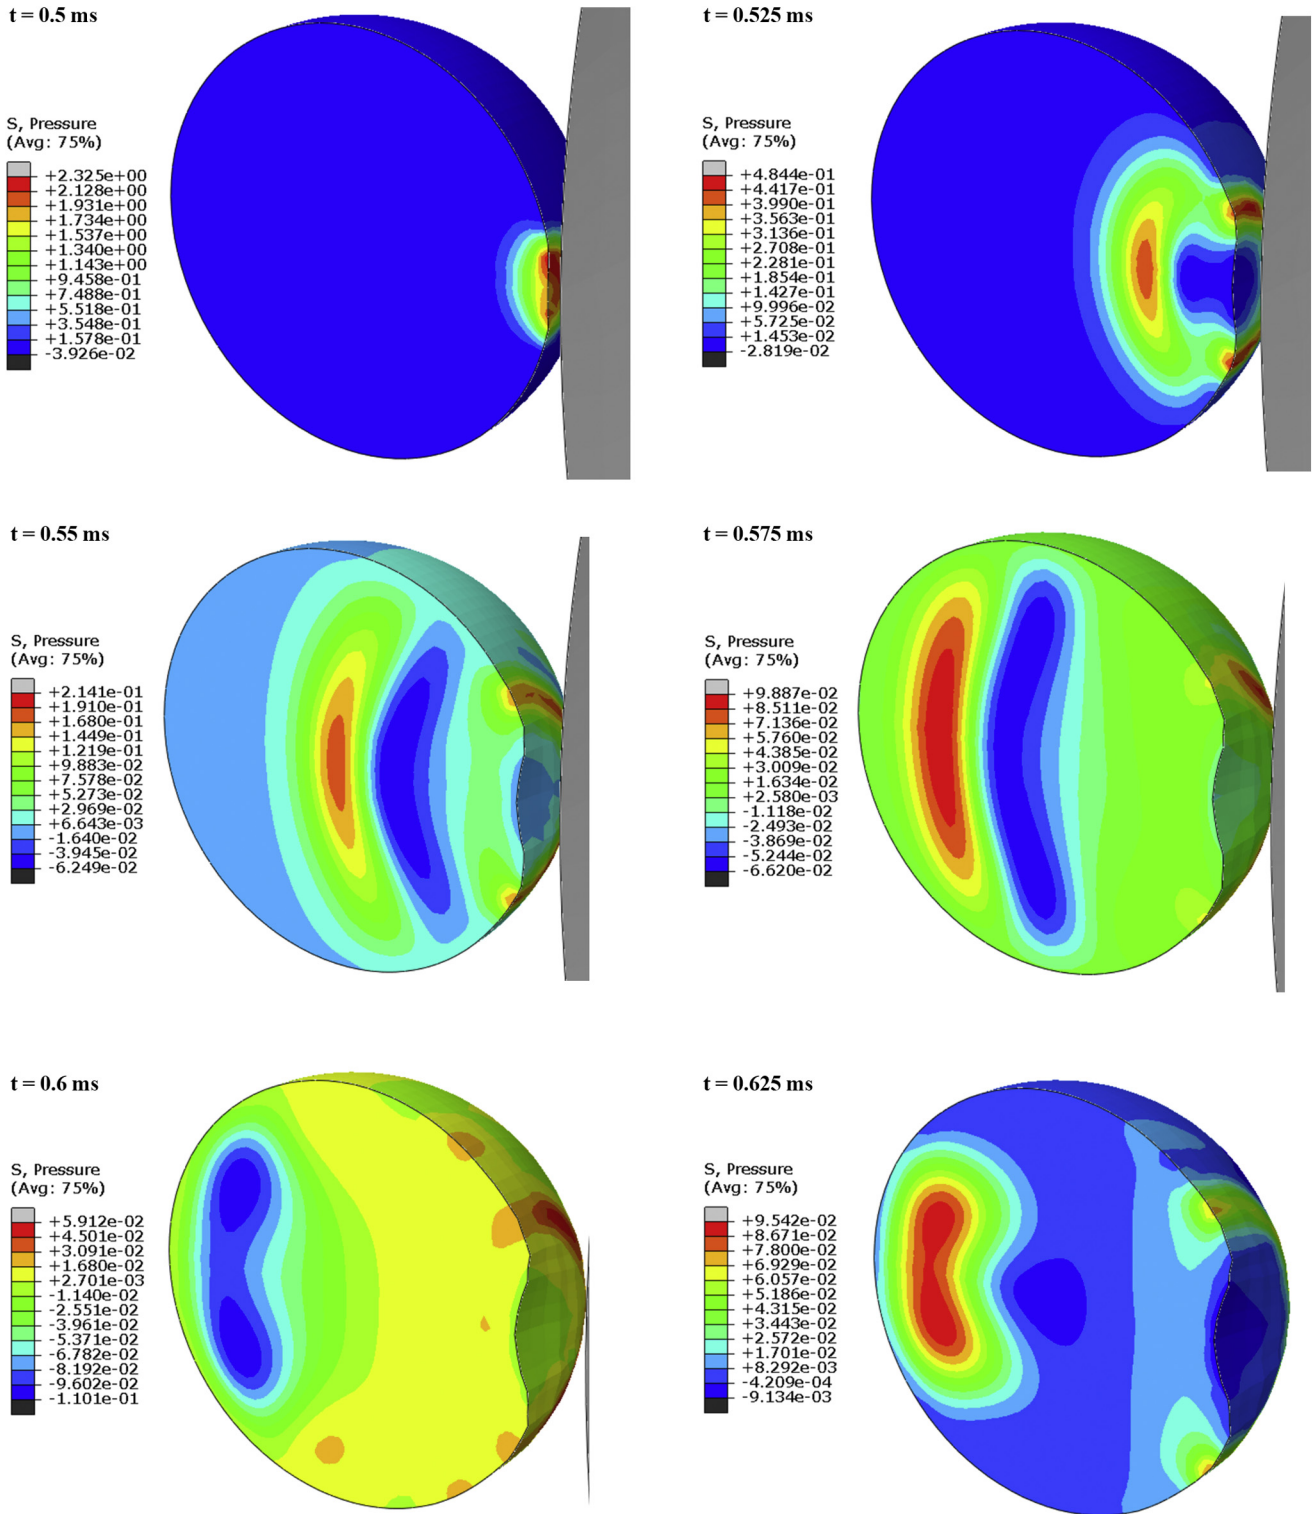 t = 0.5 ms
S, Pressure
(Avg: 75%)
+2.325e+00
+2.128e+00
+1.931e+00
+1.734e+00
+1.537e+00
+1.340e+00
+1.143e+00
+9.458e-01
+7.488e-01
+5.518e-01
+3.548e-01
+1.578e-01
-3.926e-02
t = 0.525 ms
S, Pressure
(Avg: 75%)
+4.844e-01
+4.417e-01
+3.990e-01
+3.563e-01
+3.136e-01
+2.708e-01
+2.281e-01
+1.854e-01
+1.427e-01
+9.996e-02
+5.725e-02
+1.453e-02
-2.819e-02
t = 0.55 ms
S, Pressure
(Avg: 75%)
+2.141e-01
+1.910e-01
+1.680e-01
+1.449e-01
+1.219e-01
+9.883e-02
+7.578e-02
+5.273e-02
+2.969e-02
+6.643e-03
-1.640e-02
-3.945e-02
-6.249e-02
t = 0.575 ms
S, Pressure
(Avg: 75%)
+9.887e-02
+8.511e-02
+7.136e-02
+5.760e-02
+4.385e-02
+3.009e-02
+1.634e-02
+2.580e-03
-1.118e-02
-2.493e-02
-3.869e-02
-5.244e-02
-6.620e-02
t = 0.6 ms
S, Pressure
(Avg: 75%)
+5.912e-02
+4.501e-02
+3.091e-02
+1.680e-02
+2.701e-03
-1.140e-02
-2.551e-02
-3.961e-02
-5.371e-02
-6.782e-02
-8.192e-02
-9.602e-02
-1.101e-01
t = 0.625 ms
S, Pressure
(Avg: 75%)
+9.542e-02
+8.671e-02
+7.800e-02
+6.929e-02
+6.057e-02
+5.186e-02
+4.315e-02
+3.443e-02
+2.572e-02
+1.701e-02
+8.292e-03
-4.209e-04
-9.134e-03